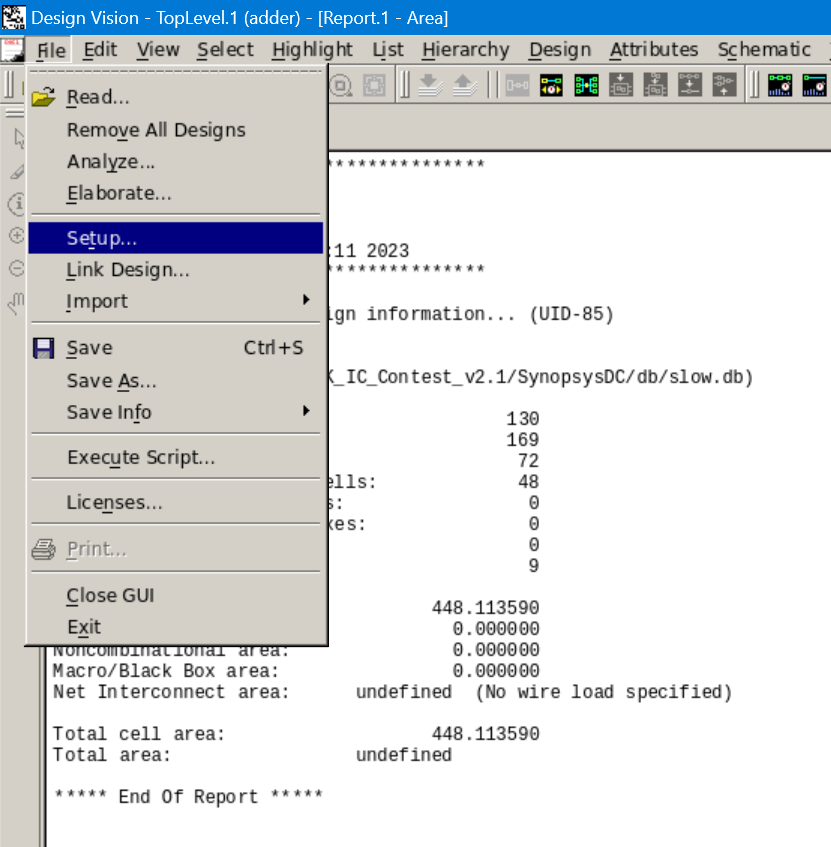 Design Vision - TopLevel.1 (adder) - [Report.1 - Area]
File Edit View Select Highlight List Hierarchy Design Attributes Schematic
Read...
Remove All Designs
Analyze...
Elaborate...
Setup...
Link Design...
Import
Save Ctrl+S
Save As...
Save Info
Execute Script...
Licenses...
Print...
Close GUI
Exit
***************
:11 2023
***************
ign information... (UID-85)
_IC_Contest_v2.1/SynopsysDC/db/slow.db)
130
169
72
ells: 48
s: 0
xes: 0
0
9
448.113590
0.000000
Noncombinational area: 0.000000
Macro/Black Box area: 0.000000
Net Interconnect area: undefined (No wire load specified)
Total cell area: 448.113590
Total area: undefined
***** End Of Report *****